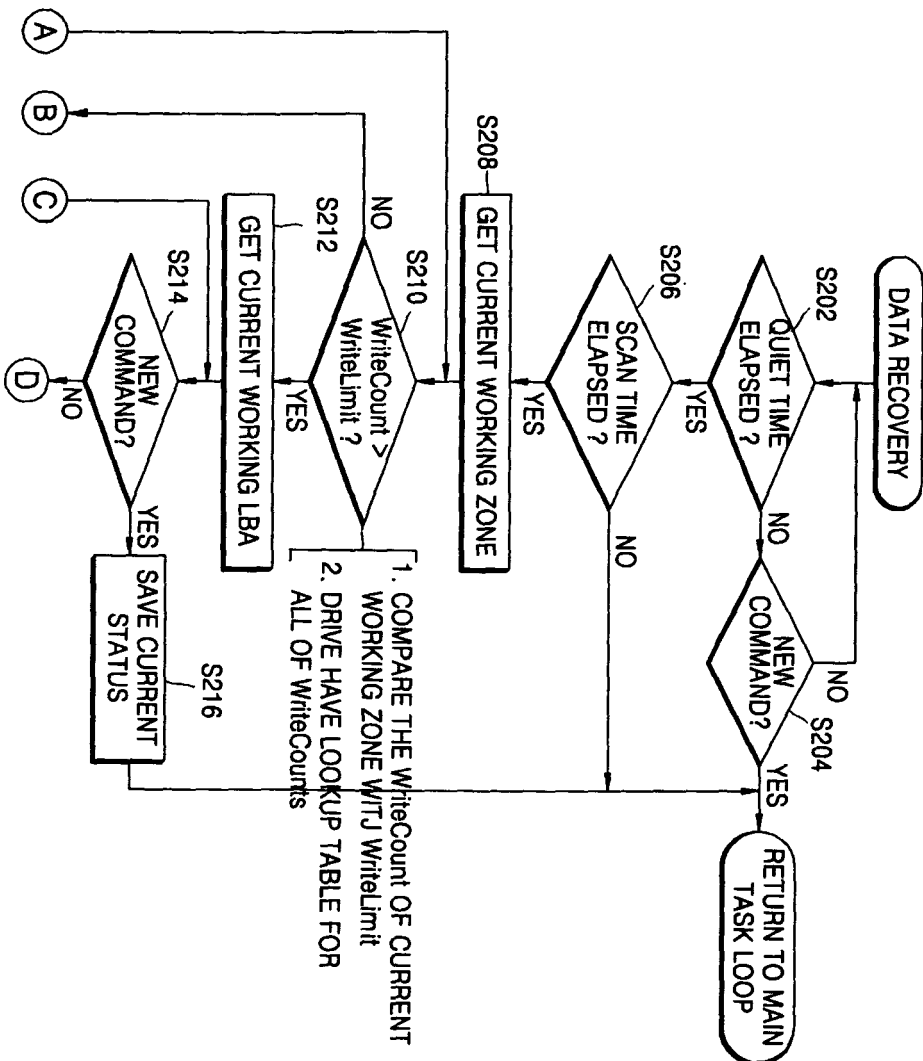 DATA RECOVERY
S202
QUIET TIME
ELAPSED ?
NO
YES
NEW
COMMAND?
S204
NO
YES
RETURN TO MAIN
TASK LOOP
S206
SCAN TIME
ELAPSED ?
NO
YES
S208
GET CURRENT WORKING ZONE
A
S210
WriteCount >
WriteLimit ?
NO
YES
1. COMPARE THE WriteCount OF CURRENT
WORKING ZONE WITJ WriteLimit
2. DRIVE HAVE LOOKUP TABLE FOR
ALL OF WriteCounts
B
S212
GET CURRENT WORKING LBA
C
S214
NEW
COMMAND?
YES
NO
S216
SAVE CURRENT
STATUS
D